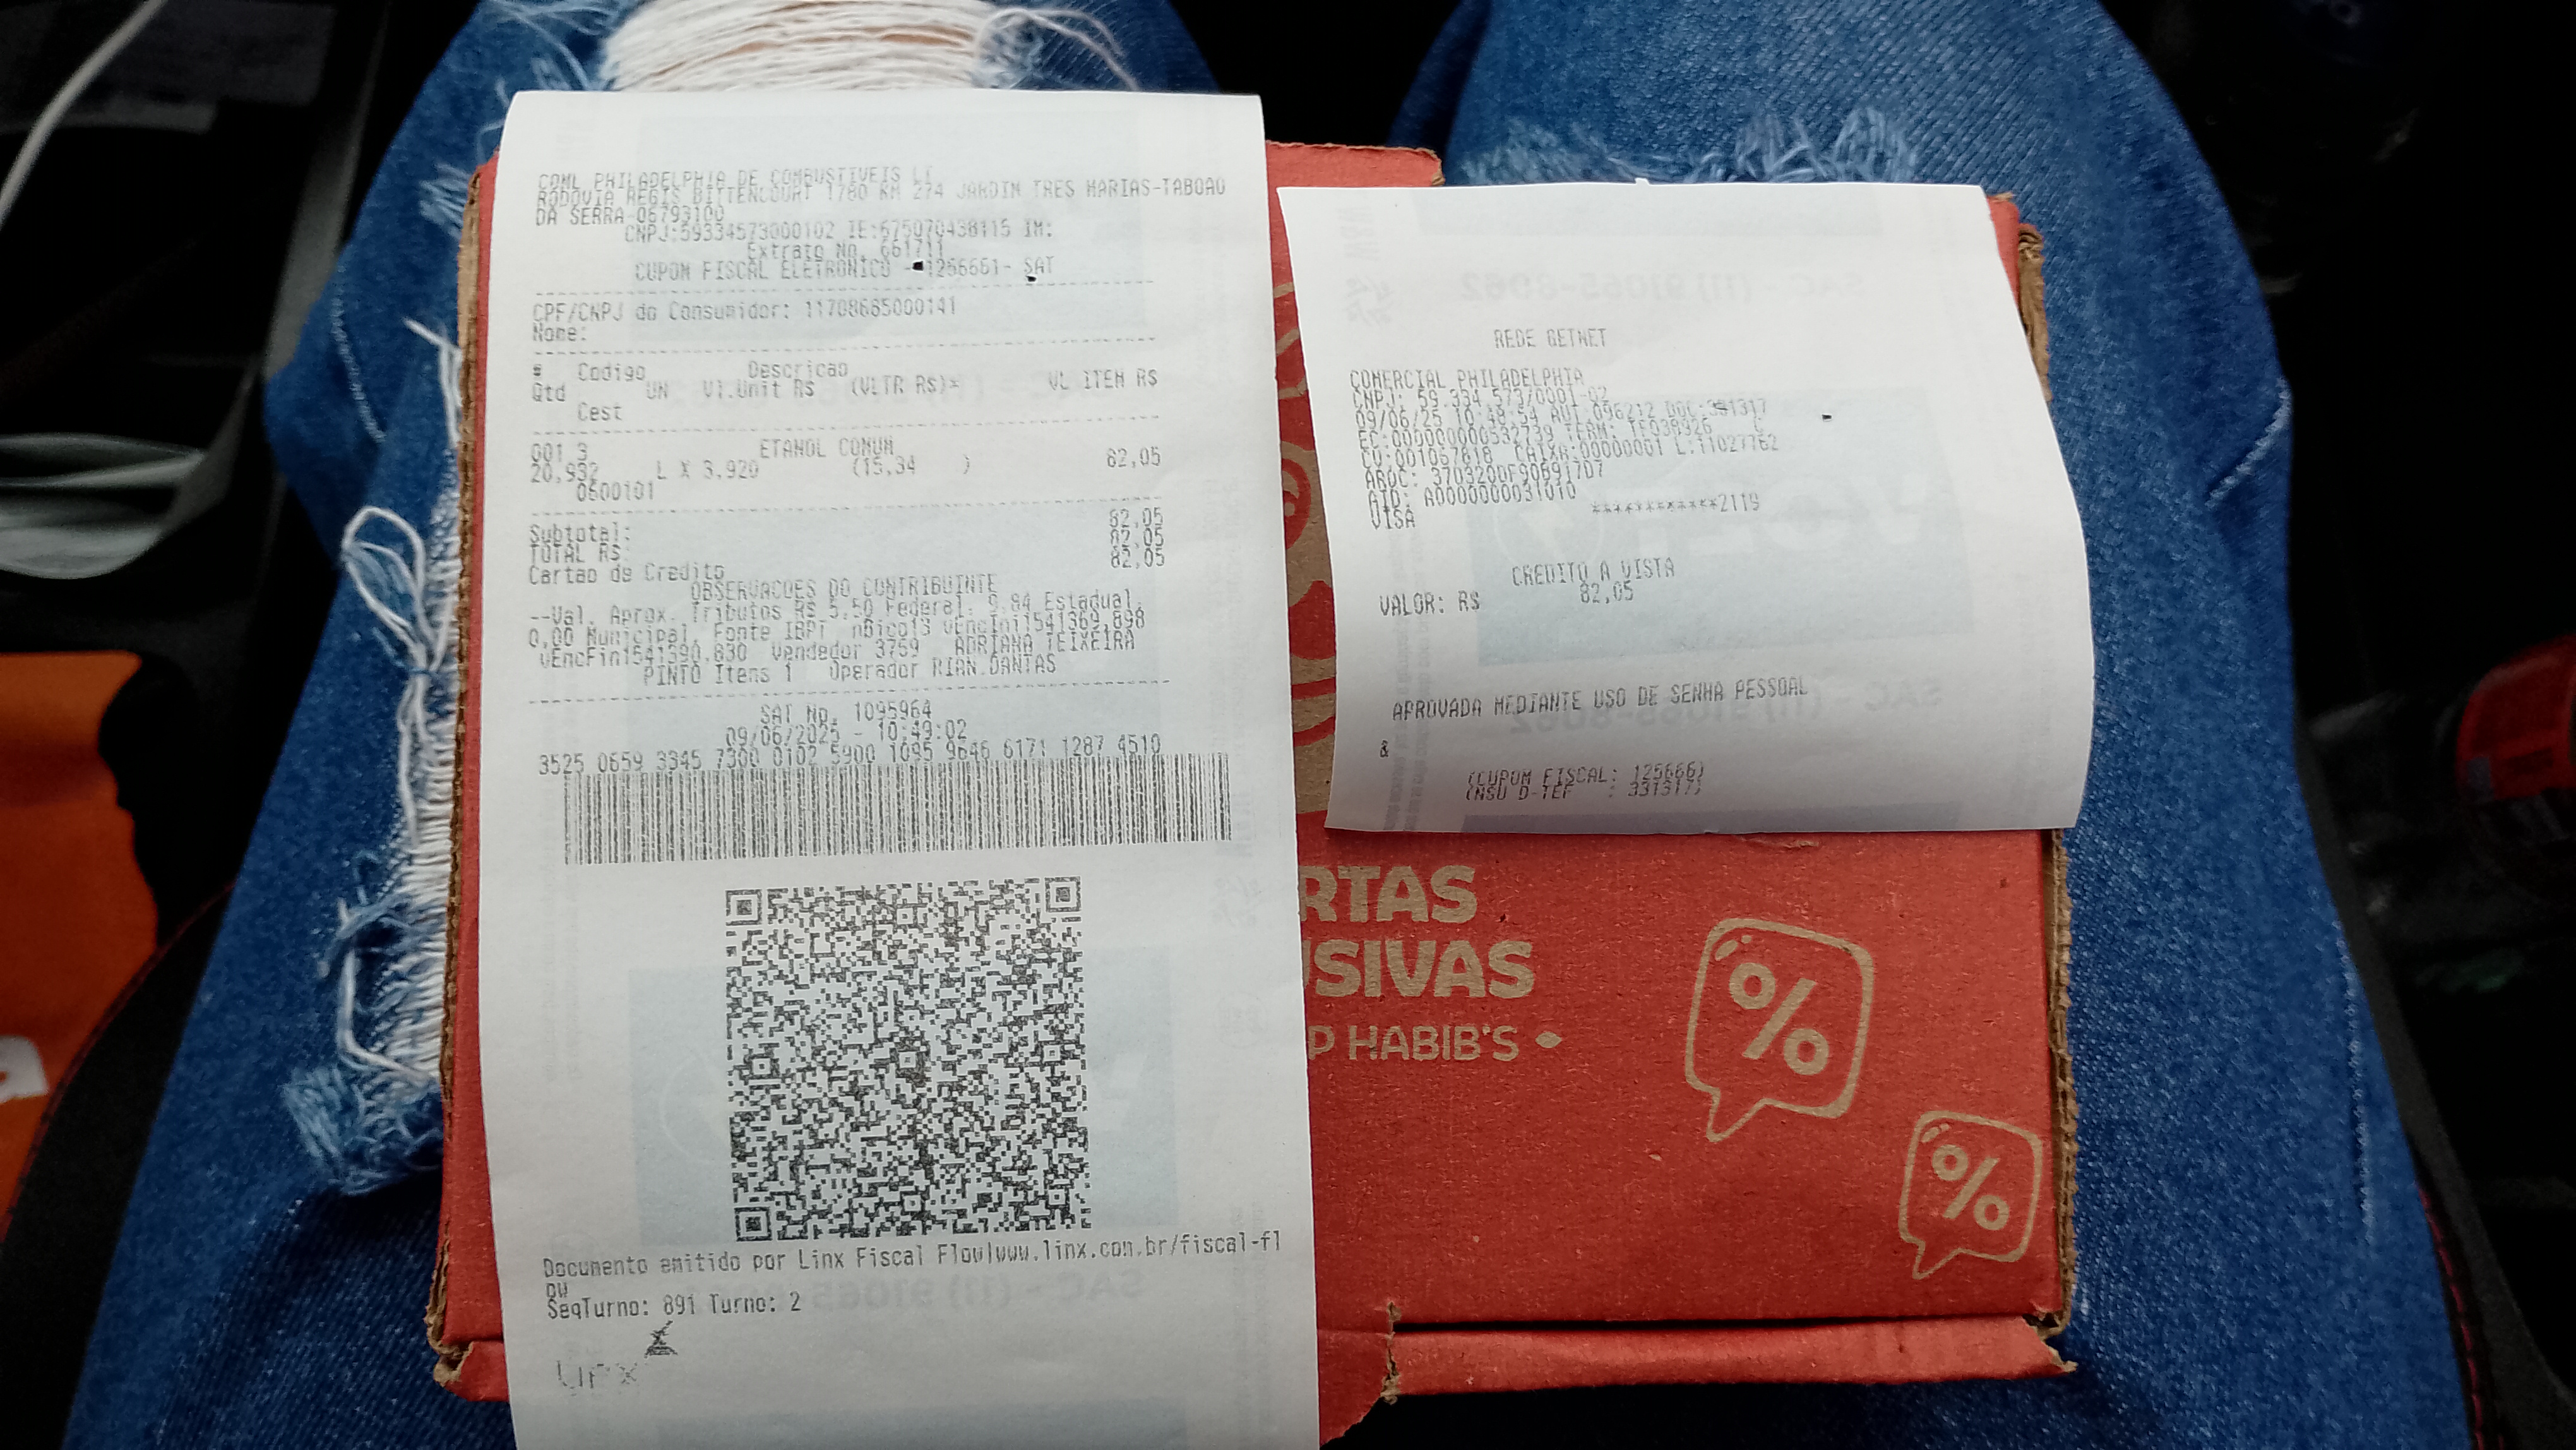 COML PHILADELPHIA DE COMBUSTIVEIS LT
RODOVIA REGIS BITTENCOURT 1780 KM 274 JARDIM TRES MARIAS-TABOAO
DA SERRA-06793100
CNPJ:59334573000102 IE:675070438115 IM:
Extrato No. 661711
CUPOM FISCAL ELETRONICO - 1256661- SAT
CPF/CNPJ do Consumidor: 11708685000141
Nome:
# Codigo Descricao
Qtd UN Vl.Unit R$ (VLTR R$)* VL ITEM R$
Cest
001 3 ETANOL COMUM
20,932 L X 3,920 (15,34 ) 82,05
0600101
Subtotal: 82,05
TOTAL R$ 82,05
Cartao de Credito 82,05
OBSERVACOES DO CONTRIBUINTE
--Val. Aprox. Tributos R$ 5,50 Federal, 9,84 Estadual,
0,00 Municipal. Fonte IBPT nBico13 vEncIni1541369,898
vEncFin1541390,830 Vendedor 3759 ADRIANA TEIXEIRA
PINTO Itens 1 Operador RIAN.DANTAS
SAT No. 1095964
09/06/2025 - 10:49:02
3525 0659 3345 7300 0102 5900 1095 9646 6171 1287 4510
Documento emitido por Linx Fiscal Flow|www.linx.com.br/fiscal-fl
ow
SeqTurno: 891 Turno: 2
Linx
REDE GETNET
COMERCIAL PHILADELPHIA
CNPJ: 59.334.573/0001-02
09/06/25 10:48:54 AUT:096212 DOC:331317
EC:000000000532739 TERM: TE038926 C
CV:001067818 CAIXA:00000001 L:11027762
ARQC: 370320DF90B917D7
AID: A0000000031010
VISA ************2119
CREDITO A VISTA
VALOR: R$ 82,05
APROVADA MEDIANTE USO DE SENHA PESSOAL
&
(CUPOM FISCAL: 125666)
(NSU D-TEF : 331317)
RTAS
USIVAS
P HABIB'S
%
%